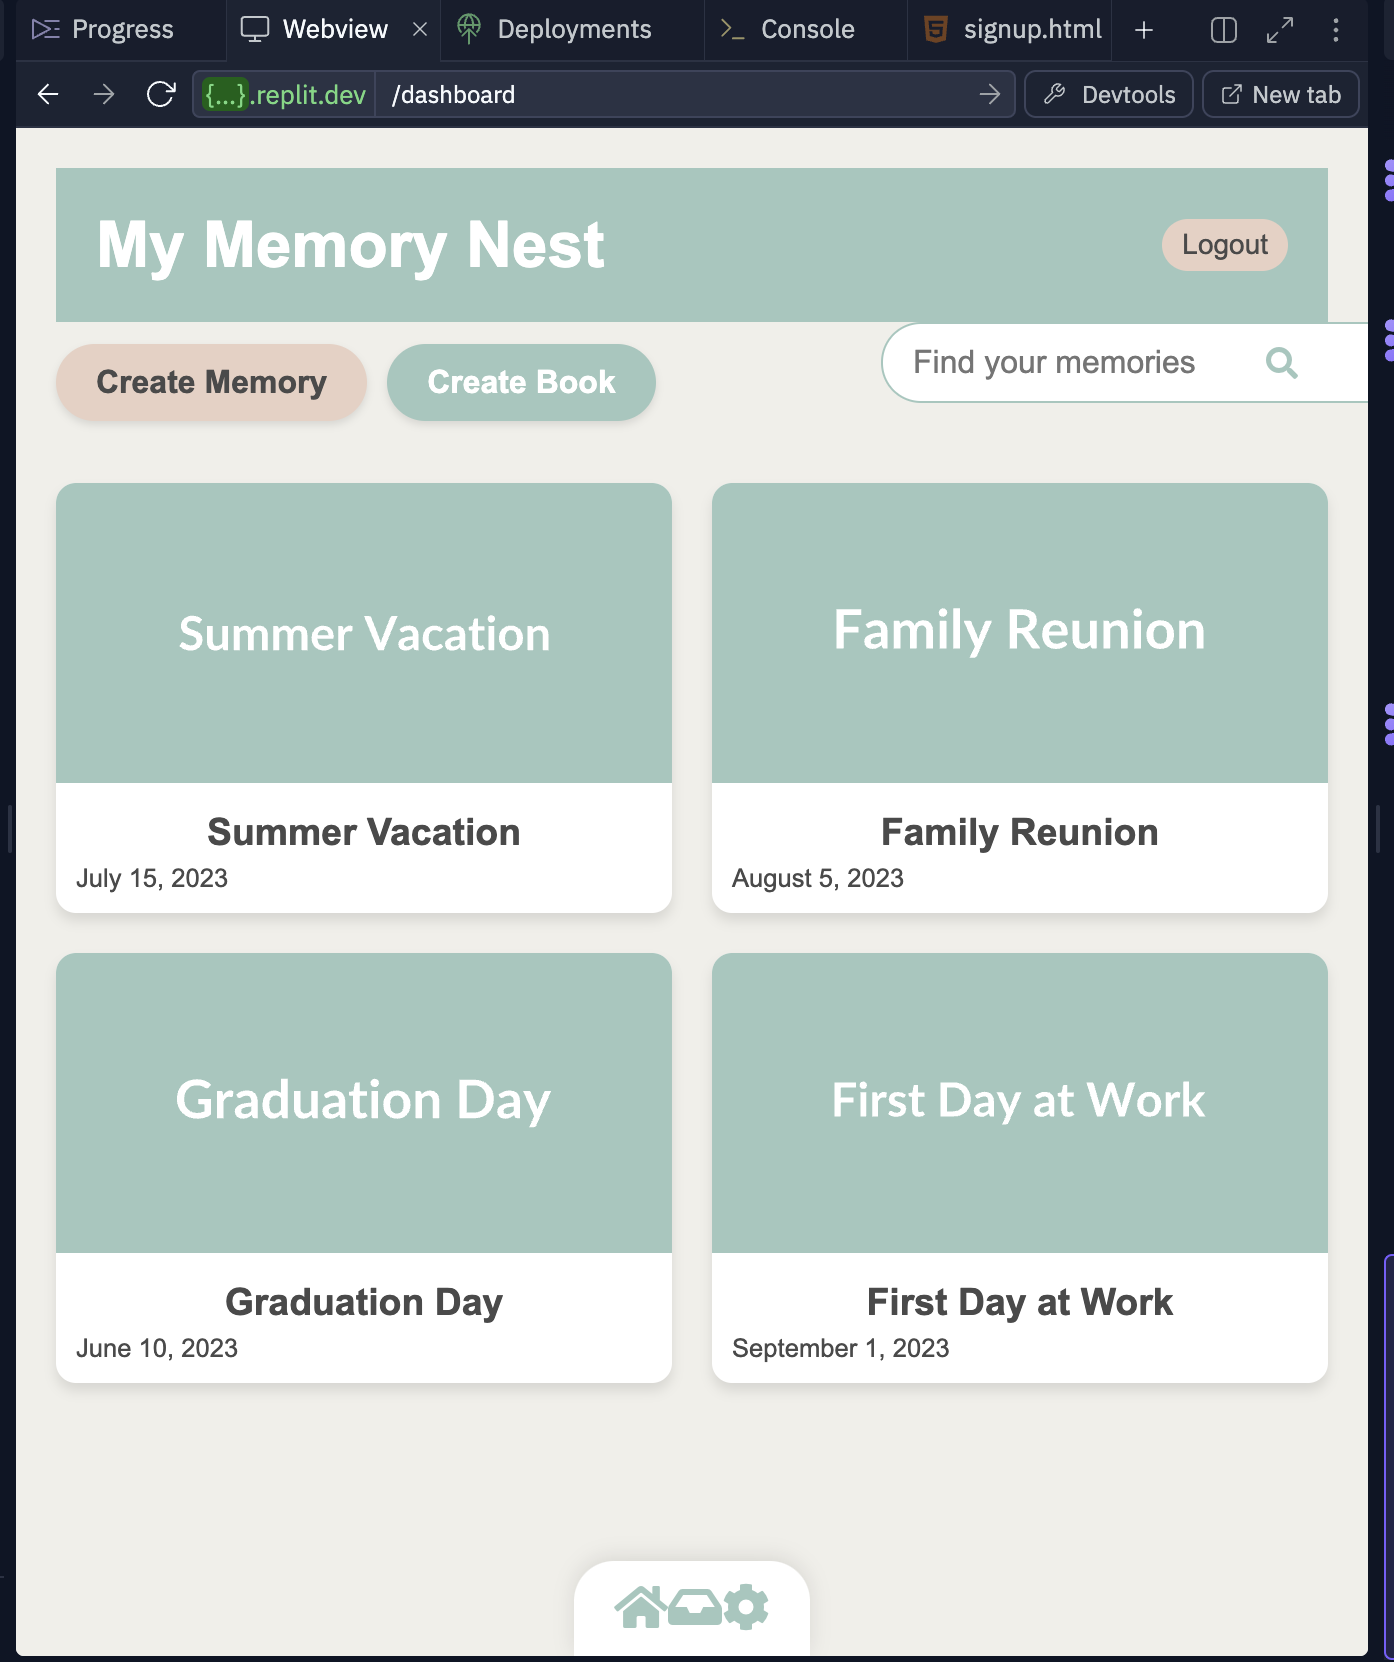 Progress
Webview
Deployments
Console
signup.html
{...}.replit.dev
/dashboard
Devtools
New tab
My Memory Nest
Logout
Create Memory
Create Book
Find your memories
Summer Vacation
Family Reunion
Summer Vacation
July 15, 2023
Family Reunion
August 5, 2023
Graduation Day
First Day at Work
Graduation Day
June 10, 2023
First Day at Work
September 1, 2023